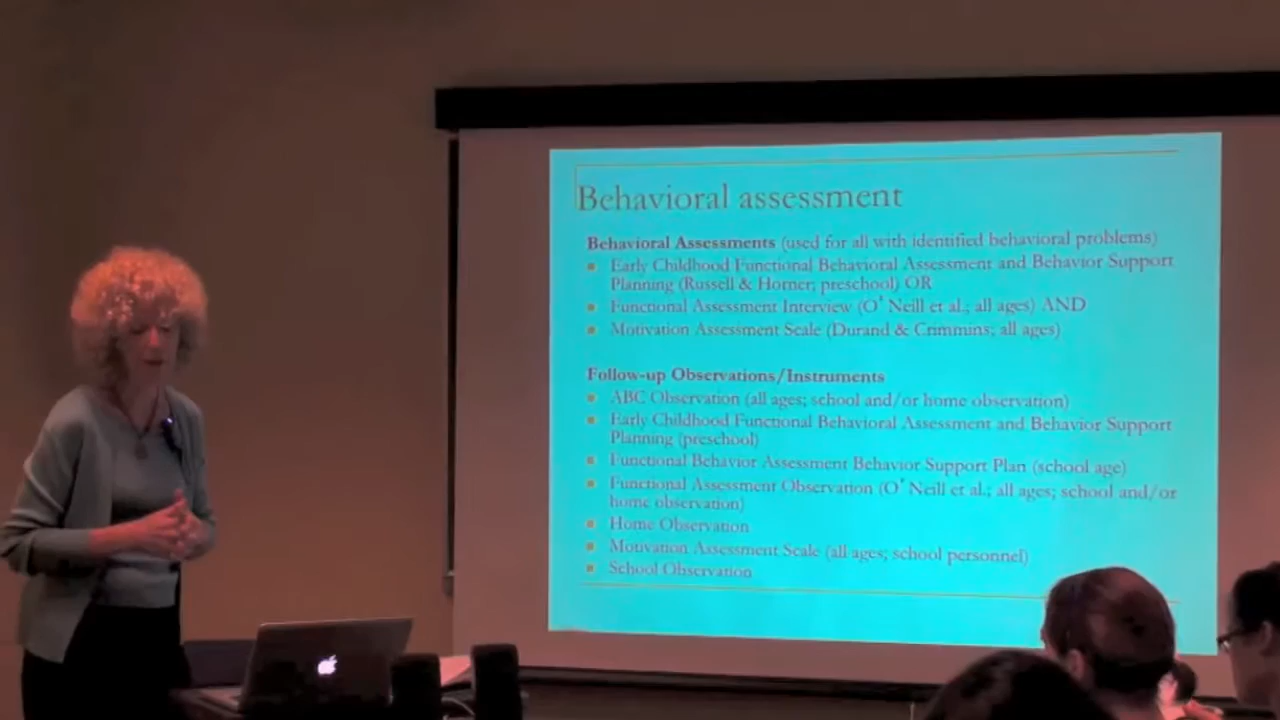 Behavioral assessment
Behavioral Assessments (used for all with identified behavioral problems)
Early Childhood Functional Behavioral Assessment and Behavior Support
Planning (Russell & Horner; preschool) OR
Functional Assessment Interview (O' Neill et al.; all ages) AND
Motivation Assessment Scale (Durand & Crimmins; all ages)
Follow-up Observations/Instruments
ABC Observation (all ages; school and/or home observation)
Early Childhood Functional Behavioral Assessment and Behavior Support
Planning (preschool)
Functional Behavior Assessment Behavior Support Plan (school age)
Functional Assessment Observation (O' Neill et al.; all ages; school and/or
home observation)
Home Observation
Motivation Assessment Scale (all ages; school personnel)
School Observation